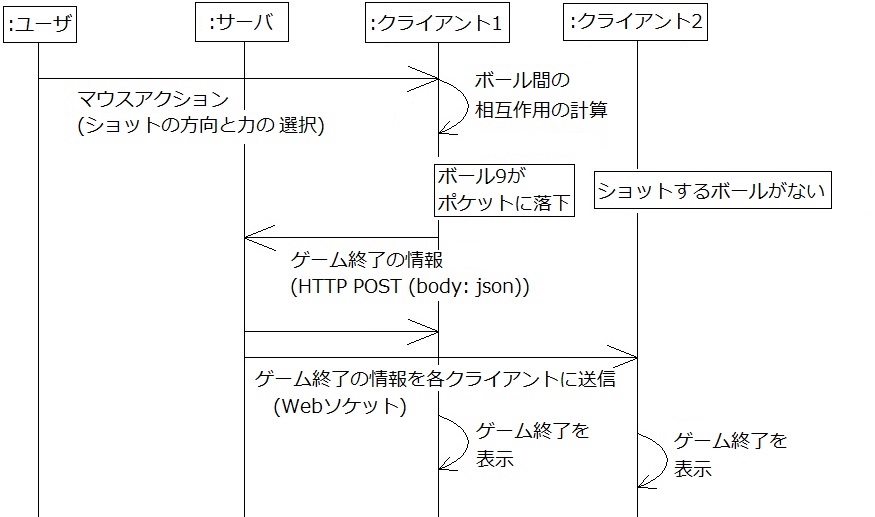 :ユーザ
:サーバ
:クライアント1
:クライアント2
マウスアクション
(ショットの方向と力の 選択)
ボール間の
相互作用の計算
ボール9が
ポケットに落下
ショットするボールがない
ゲーム終了の情報
(HTTP POST (body: json))
ゲーム終了の情報を各クライアントに送信
(Webソケット)
ゲーム終了を
表示
ゲーム終了を
表示